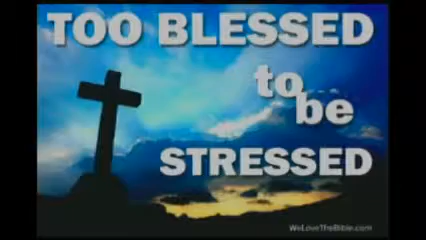 TOO BLESSED
to
be
STRESSED
WeLoveTheBible.com